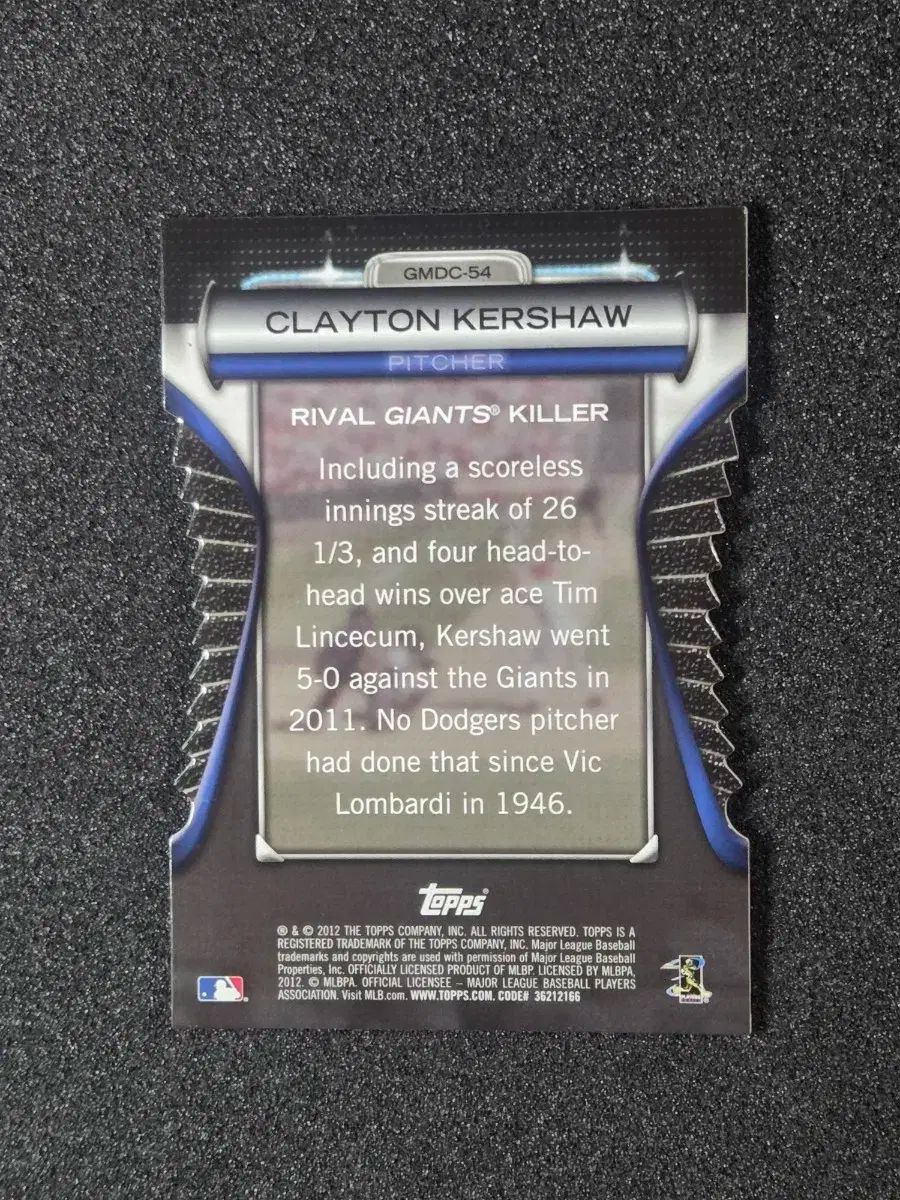 GMDC-54
CLAYTON KERSHAW
PITCHER
RIVAL GIANTS® KILLER
Including a scoreless
innings streak of 26
1/3, and four head-to-
head wins over ace Tim
Lincecum, Kershaw went
5-0 against the Giants in
2011. No Dodgers pitcher
had done that since Vic
Lombardi in 1946.
Topps®
® & © 2012 THE TOPPS COMPANY, INC. ALL RIGHTS RESERVED. TOPPS IS A
REGISTERED TRADEMARK OF THE TOPPS COMPANY, INC. Major League Baseball
trademarks and copyrights are used with permission of Major League Baseball
Properties, Inc. OFFICIALLY LICENSED PRODUCT OF MLBP. LICENSED BY MLBPA,
2012. © MLBPA. OFFICIAL LICENSEE – MAJOR LEAGUE BASEBALL PLAYERS
ASSOCIATION. Visit MLB.com. WWW.TOPPS.COM. CODE# 36212166